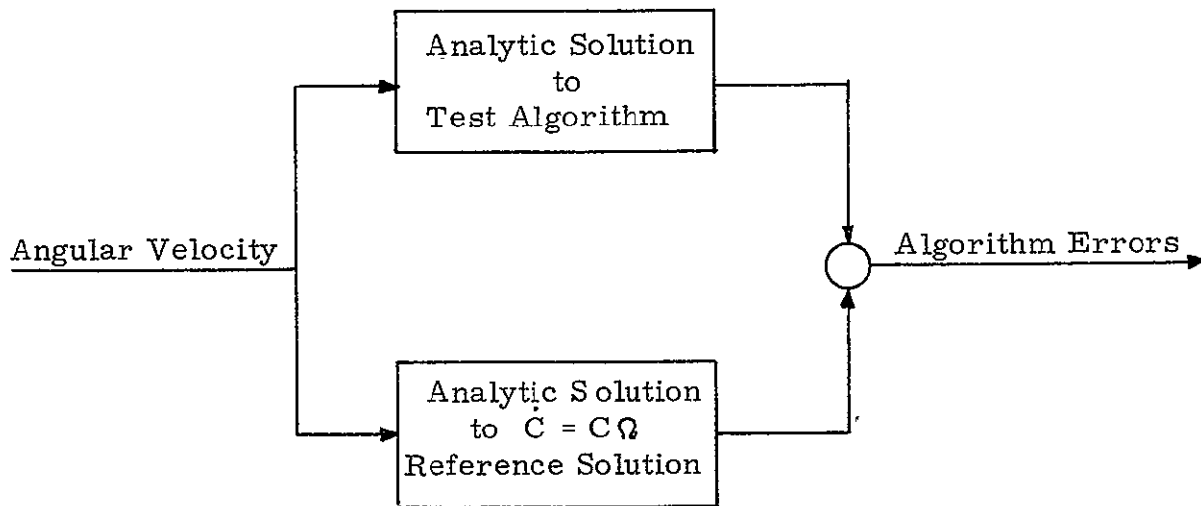 Analytic Solution
to
Test Algorithm
Angular Velocity
Algorithm Errors
Analytic Solution
to Ċ = CΩ
Reference Solution